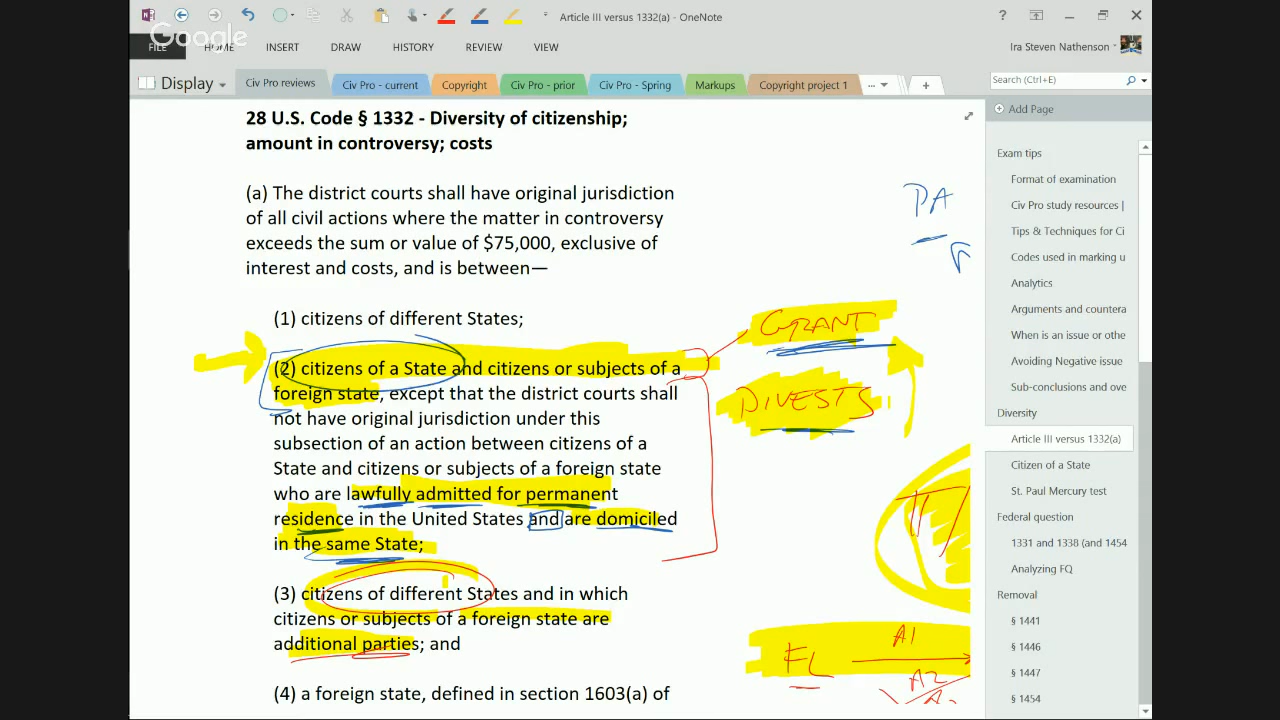 Article III versus 1332(a) - OneNote
Google
FILE HOME INSERT DRAW HISTORY REVIEW VIEW
Ira Steven Nathenson
Display
Civ Pro reviews
Civ Pro - current
Copyright
Civ Pro - prior
Civ Pro - Spring
Markups
Copyright project 1
Search (Ctrl+E)
28 U.S. Code § 1332 - Diversity of citizenship;
amount in controversy; costs
(a) The district courts shall have original jurisdiction
of all civil actions where the matter in controversy
exceeds the sum or value of $75,000, exclusive of
interest and costs, and is between—
(1) citizens of different States;
(2) citizens of a State and citizens or subjects of a
foreign state, except that the district courts shall
not have original jurisdiction under this
subsection of an action between citizens of a
State and citizens or subjects of a foreign state
who are lawfully admitted for permanent
residence in the United States and are domiciled
in the same State;
(3) citizens of different States and in which
citizens or subjects of a foreign state are
additional parties; and
(4) a foreign state, defined in section 1603(a) of
PA
GRANT
DIVESTS
FL
A1
A2
Add Page
Exam tips
Format of examination
Civ Pro study resources |
Tips & Techniques for Ci
Codes used in marking u
Analytics
Arguments and countera
When is an issue or othe
Avoiding Negative issue
Sub-conclusions and ove
Diversity
Article III versus 1332(a)
Citizen of a State
St. Paul Mercury test
Federal question
1331 and 1338 (and 1454
Analyzing FQ
Removal
§ 1441
§ 1446
§ 1447
§ 1454